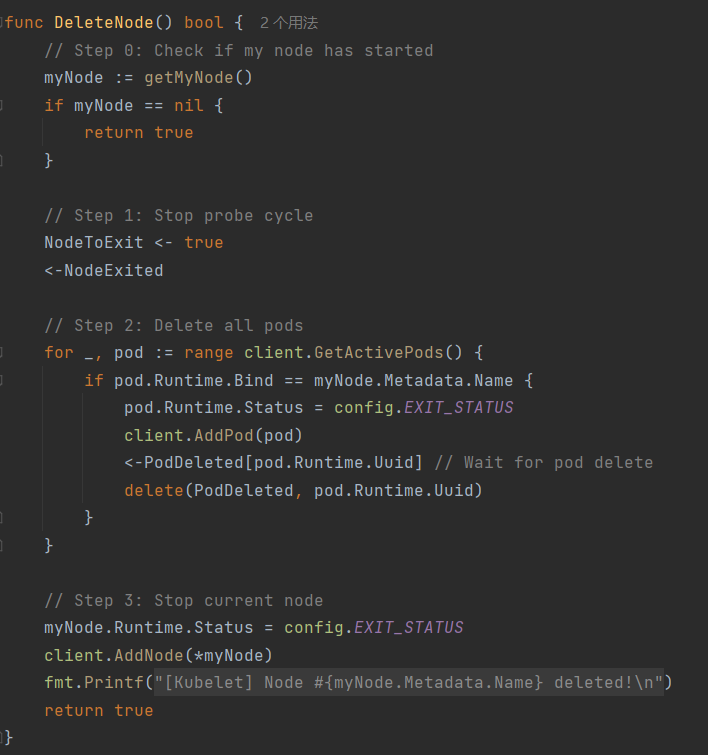 func DeleteNode() bool { 2 个用法
    // Step 0: Check if my node has started
    myNode := getMyNode()
    if myNode == nil {
        return true
    }

    // Step 1: Stop probe cycle
    NodeToExit <- true
    <-NodeExited

    // Step 2: Delete all pods
    for _, pod := range client.GetActivePods() {
        if pod.Runtime.Bind == myNode.Metadata.Name {
            pod.Runtime.Status = config.EXIT_STATUS
            client.AddPod(pod)
            <-PodDeleted[pod.Runtime.Uuid] // Wait for pod delete
            delete(PodDeleted, pod.Runtime.Uuid)
        }
    }

    // Step 3: Stop current node
    myNode.Runtime.Status = config.EXIT_STATUS
    client.AddNode(*myNode)
    fmt.Printf("[Kubelet] Node #{myNode.Metadata.Name} deleted!\n")
    return true
}